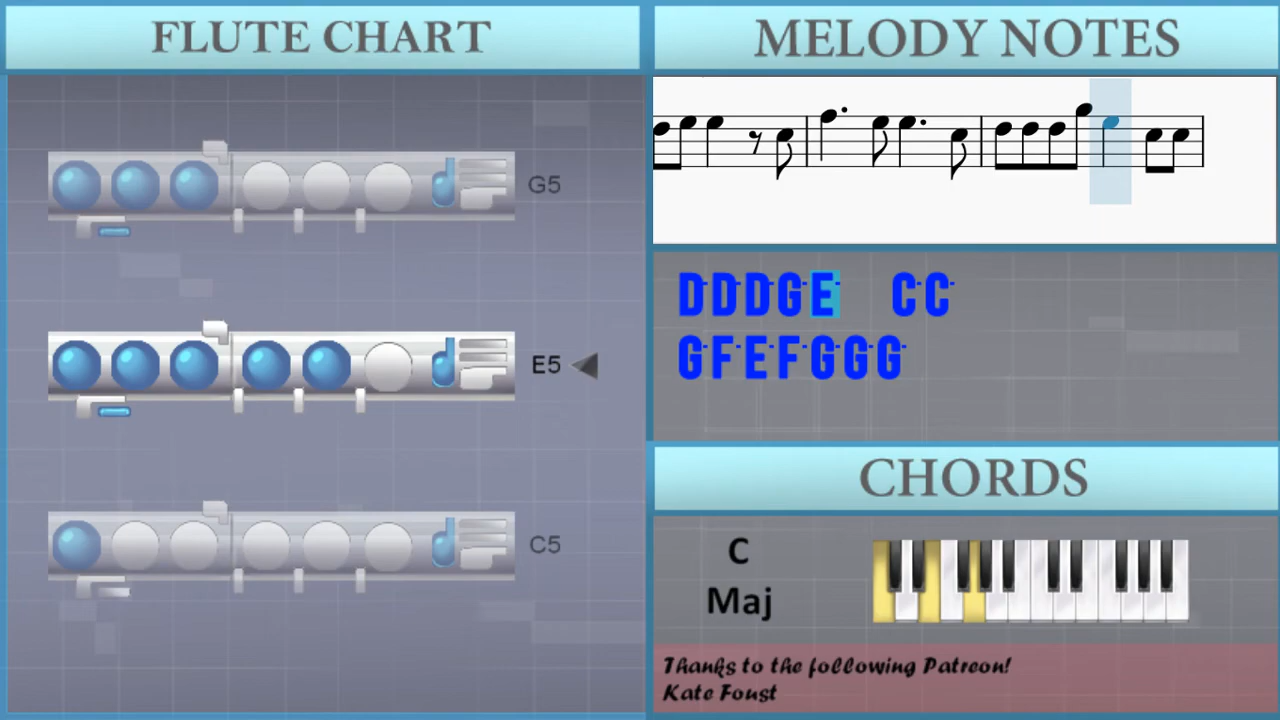 FLUTE CHART
G5
E5
C5
MELODY NOTES
DDDGE CC
GFEFGGG
CHORDS
C
Maj
Thanks to the following Patreon!
Kate Foust